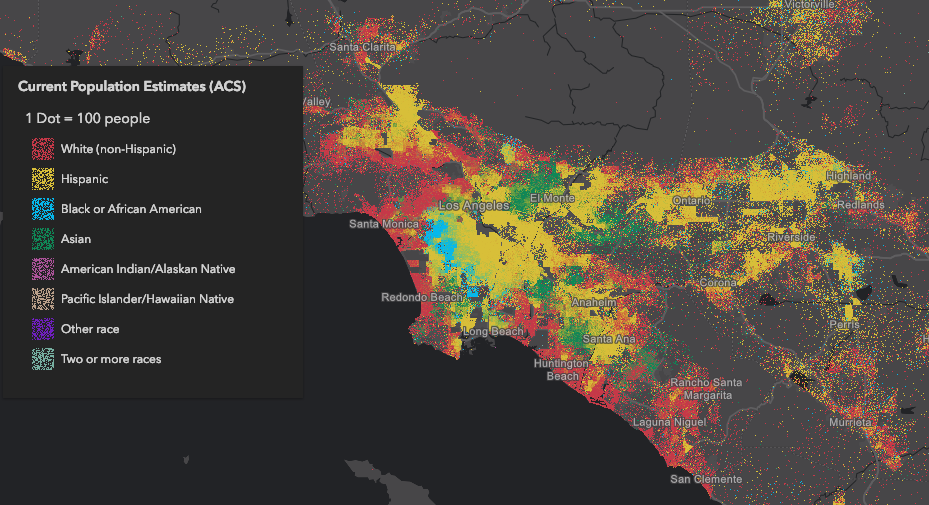 Current Population Estimates (ACS)
1 Dot = 100 people
White (non-Hispanic)
Hispanic
Black or African American
Asian
American Indian/Alaskan Native
Pacific Islander/Hawaiian Native
Other race
Two or more races
Victorville
Santa Clarita
Valley
Highland
El Monte
Ontario
Redlands
Los Angeles
Santa Monica
Riverside
Corona
Redondo Beach
Anaheim
Perris
Long Beach
Santa Ana
Huntington
Beach
Rancho Santa
Margarita
Laguna Niguel
Murrieta
San Clemente